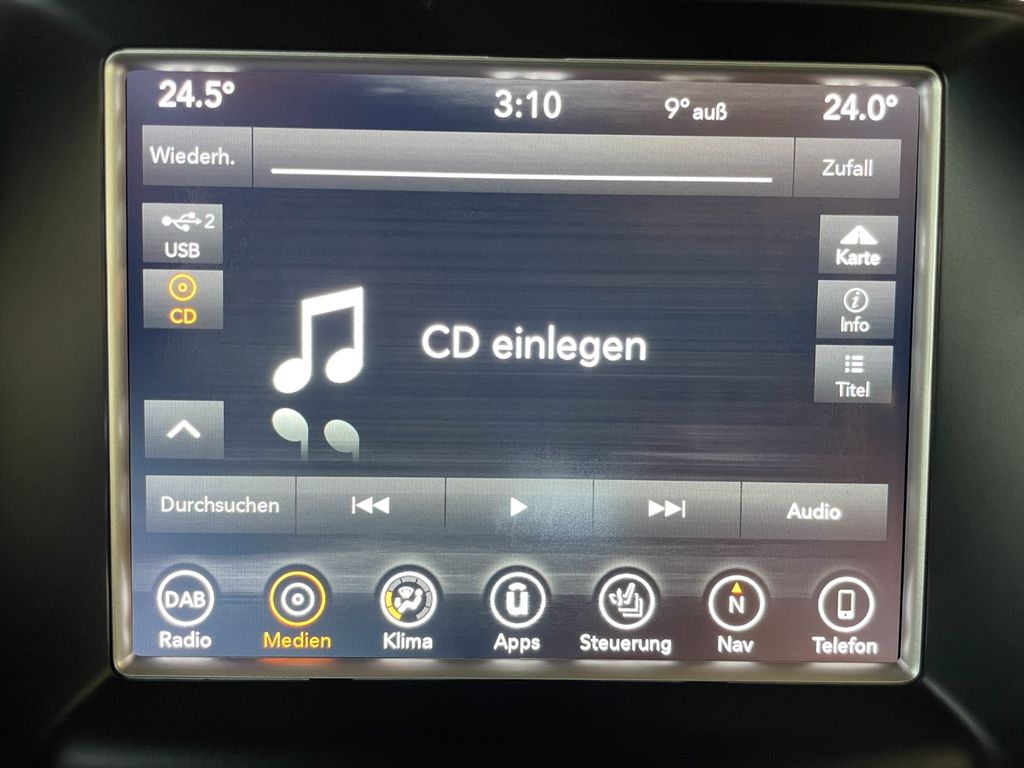 24.5° 3:10 9° auß 24.0°
Wiederh. Zufall
2
USB
CD
Karte
Info
Titel
CD einlegen
Durchsuchen Audio
DAB
Radio Medien Klima
û
Apps Steuerung
N
Nav Telefon